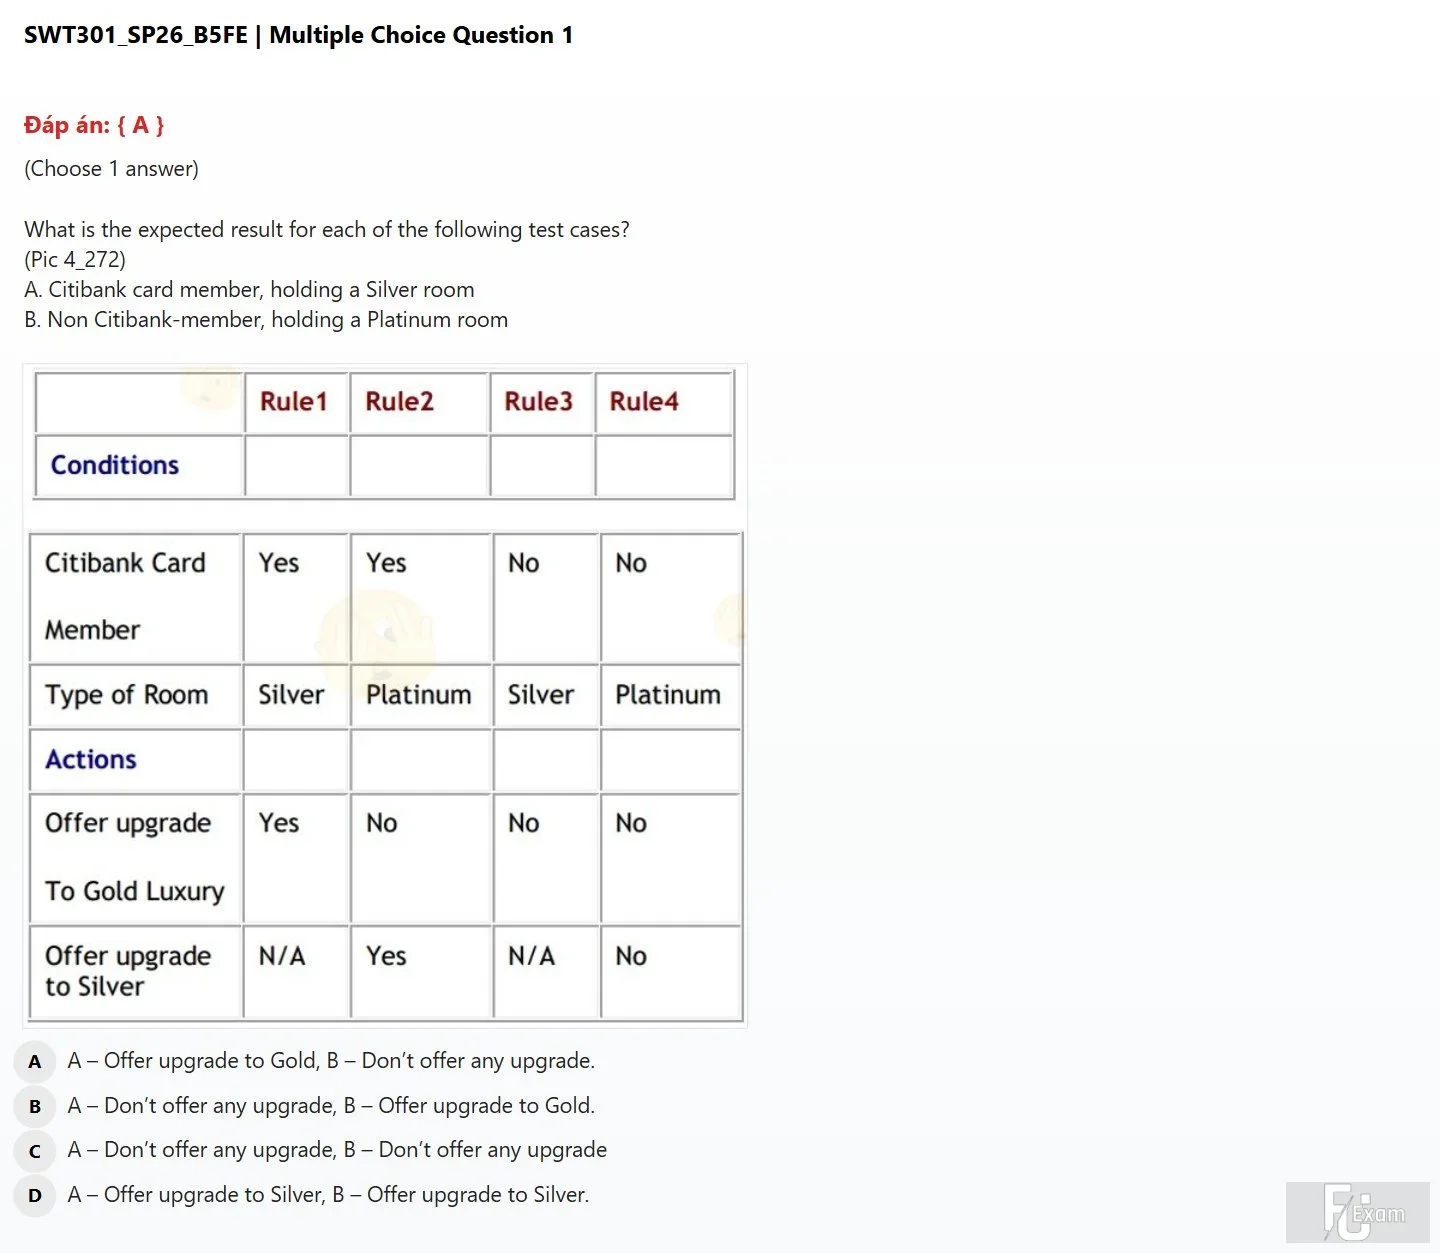 SWT301_SP26_B5FE | Multiple Choice Question 1
Đáp án: { A }
(Choose 1 answer)
What is the expected result for each of the following test cases?
(Pic 4_272)
A. Citibank card member, holding a Silver room
B. Non Citibank-member, holding a Platinum room
Rule1 Rule2 Rule3 Rule4
Conditions
Citibank Card Yes Yes No No
Member
Type of Room Silver Platinum Silver Platinum
Actions
Offer upgrade Yes No No No
To Gold Luxury
Offer upgrade N/A Yes N/A No
to Silver
A A – Offer upgrade to Gold, B – Don’t offer any upgrade.
B A – Don’t offer any upgrade, B – Offer upgrade to Gold.
C A – Don’t offer any upgrade, B – Don’t offer any upgrade
D A – Offer upgrade to Silver, B – Offer upgrade to Silver.
Exam